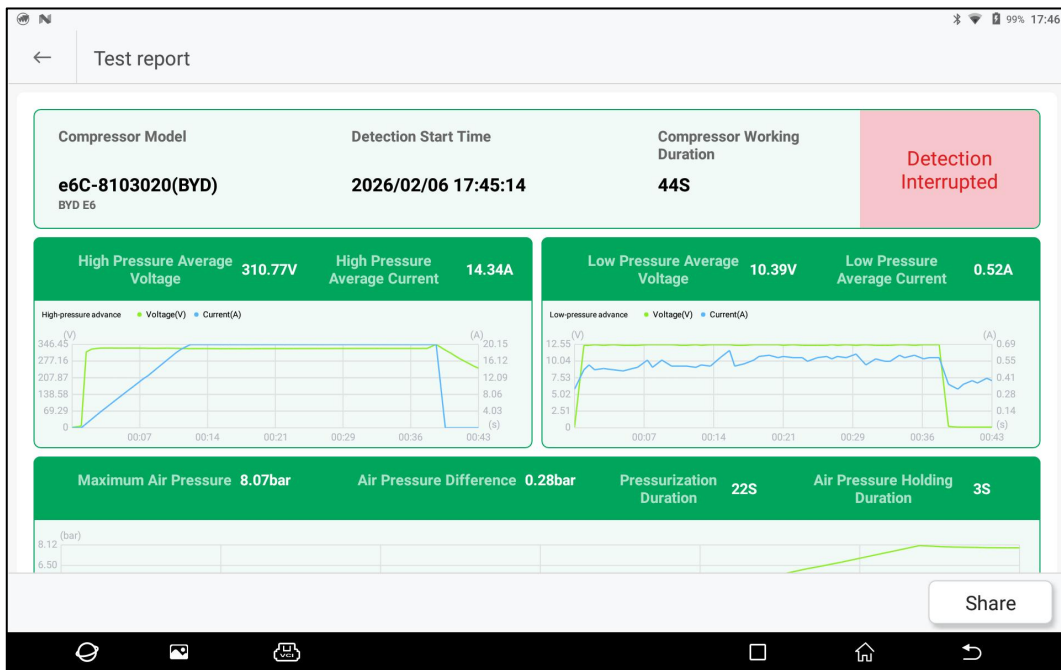 99% 17:46
Test report
Compressor Model
Detection Start Time
Compressor Working
Duration
e6C-8103020(BYD)
BYD E6
2026/02/06 17:45:14
44S
Detection
Interrupted
High Pressure Average
Voltage
310.77V
High Pressure
Average Current
14.34A
Low Pressure Average
Voltage
10.39V
Low Pressure
Average Current
0.52A
High-pressure advance Voltage(V) Current(A)
(V)
346.45
277.16
207.87
138.58
69.29
0
(A)
20.15
16.12
12.09
8.06
4.03
(s)
00:07 00:14 00:21 00:29 00:36 00:43
Low-pressure advance Voltage(V) Current(A)
(V)
12.55
10.04
7.53
5.02
2.51
0
(A)
0.69
0.55
0.41
0.28
0.14
(s)
00:07 00:14 00:21 00:29 00:36 00:43
Maximum Air Pressure 8.07bar
Air Pressure Difference 0.28bar
Pressurization
Duration
22S
Air Pressure Holding
Duration
3S
(bar)
8.12
6.50
Share
VCI